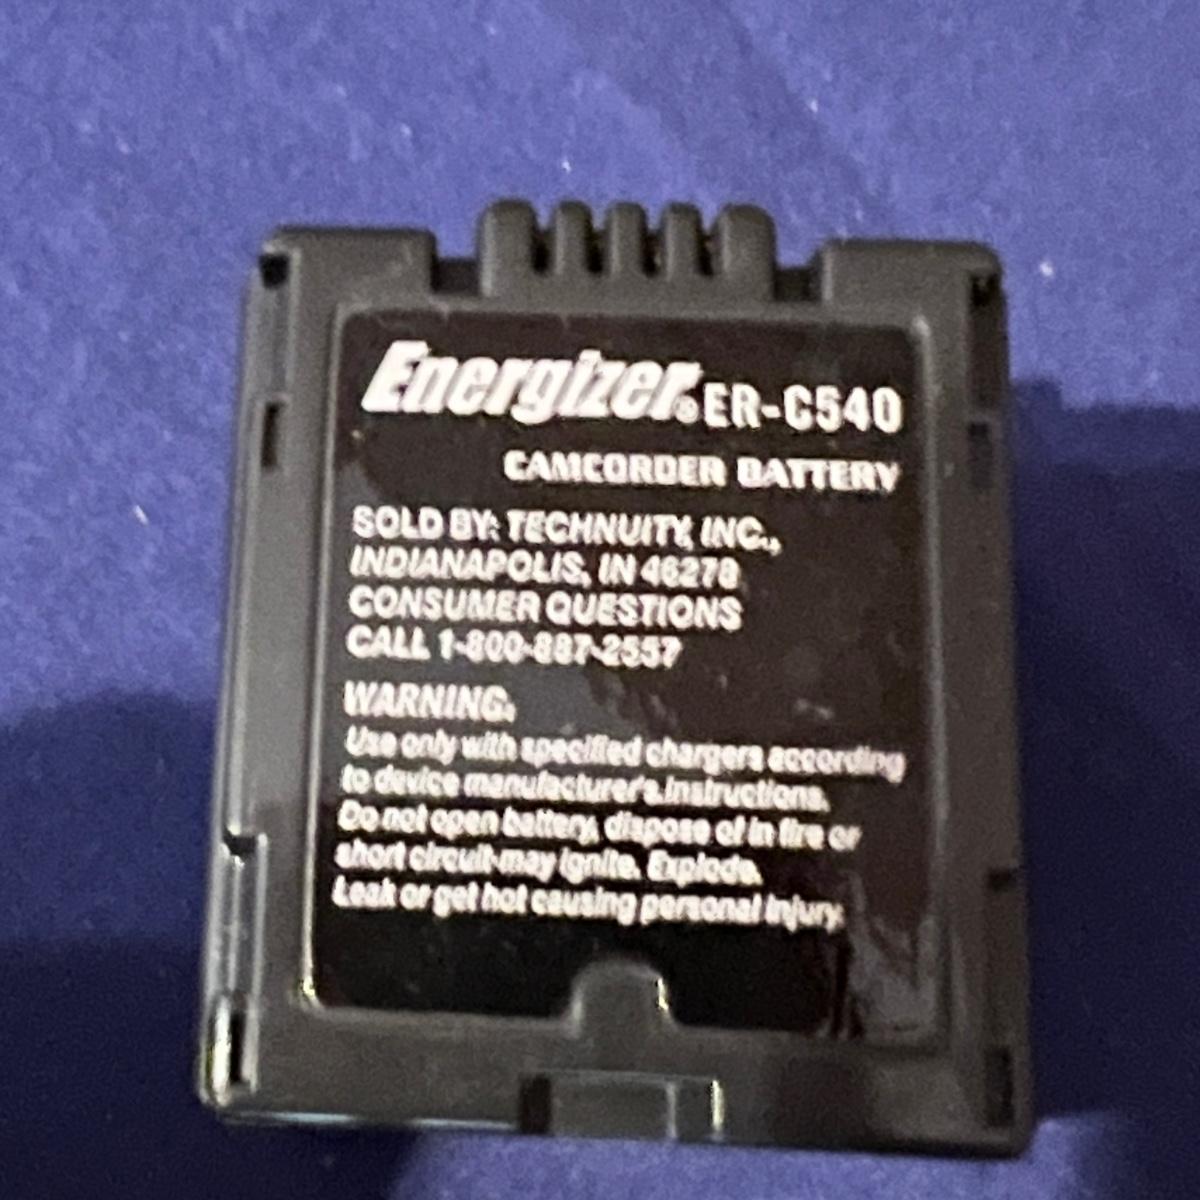 Energizer® ER-C540
CAMCORDER BATTERY
SOLD BY: TECHNUITY, INC.,
INDIANAPOLIS, IN 46278
CONSUMER QUESTIONS
CALL 1-800-887-2557
WARNING:
Use only with specified chargers according
to device manufacturer's.Instructions.
Do not open battery, dispose of in fire or
short circuit-may ignite. Explode.
Leak or get hot causing personal injury.